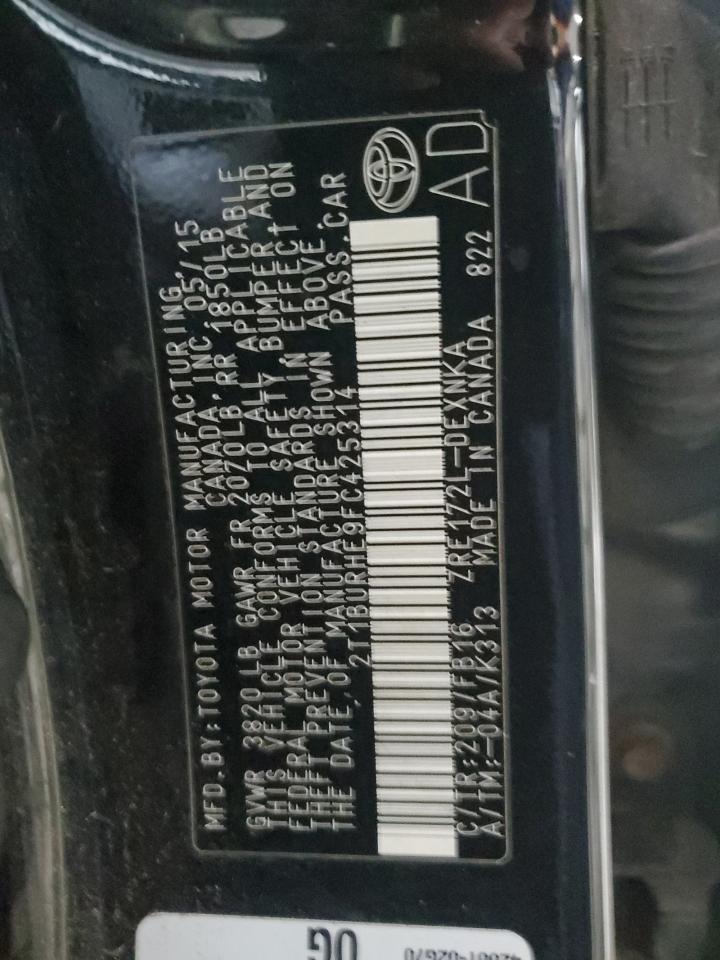 MFD.BY:TOYOTA MOTOR MANUFACTURING
CANADA, INC. 05/15
GVWR 3820LB GAWR FR 2070LB, RR 1850LB
THIS VEHICLE CONFORMS TO ALL APPLICABLE
FEDERAL MOTOR VEHICLE SAFETY, BUMPER, AND
THEFT PREVENTION STANDARDS IN EFFECT ON
THE DATE OF MANUFACTURE SHOWN ABOVE.
2T1BURHE9FC425314 PASS. CAR
C/TR:209/FB16 ZRE172L-DEXNKA
A/TM:-04A/K313 MADE IN CANADA 822
AD
0G